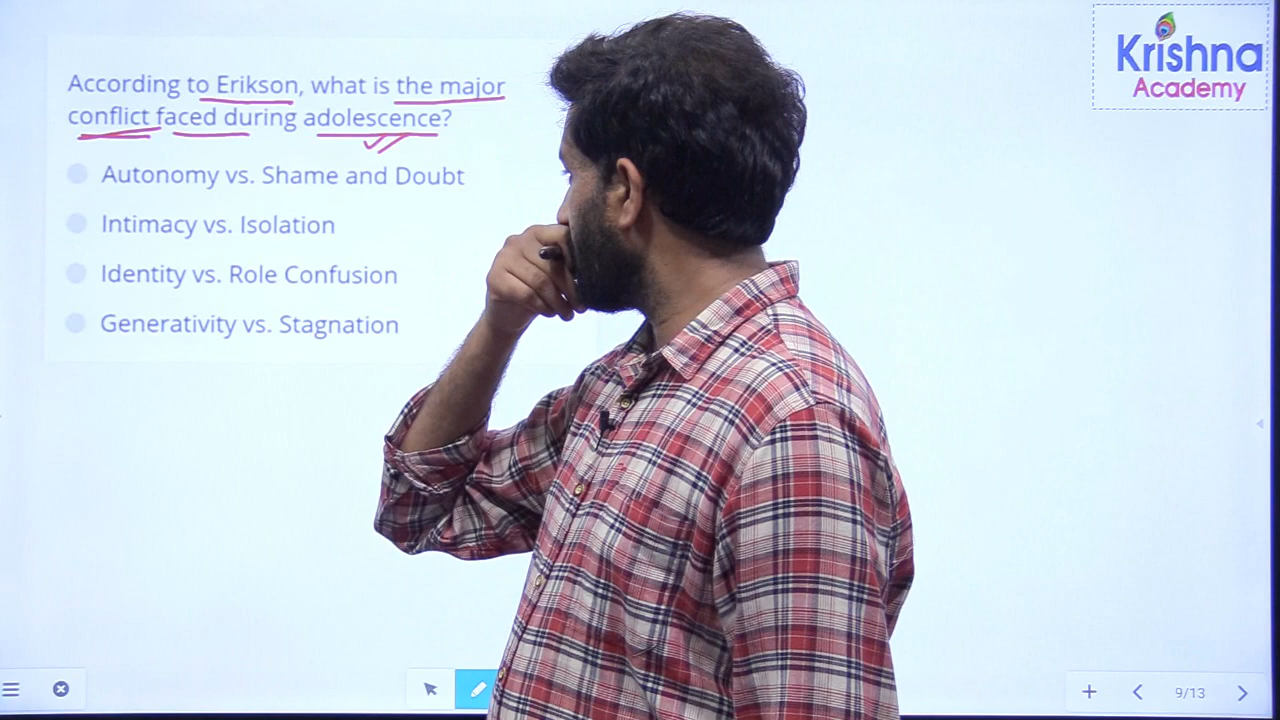 According to Erikson, what is the major
conflict faced during adolescence?
Autonomy vs. Shame and Doubt
Intimacy vs. Isolation
Identity vs. Role Confusion
Generativity vs. Stagnation
Krishna
Academy
9/13